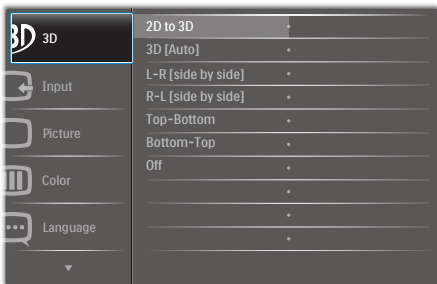 3D
3D
Input
Picture
Color
Language
2D to 3D
3D [Auto]
L-R [side by side]
R-L [side by side]
Top-Bottom
Bottom-Top
Off